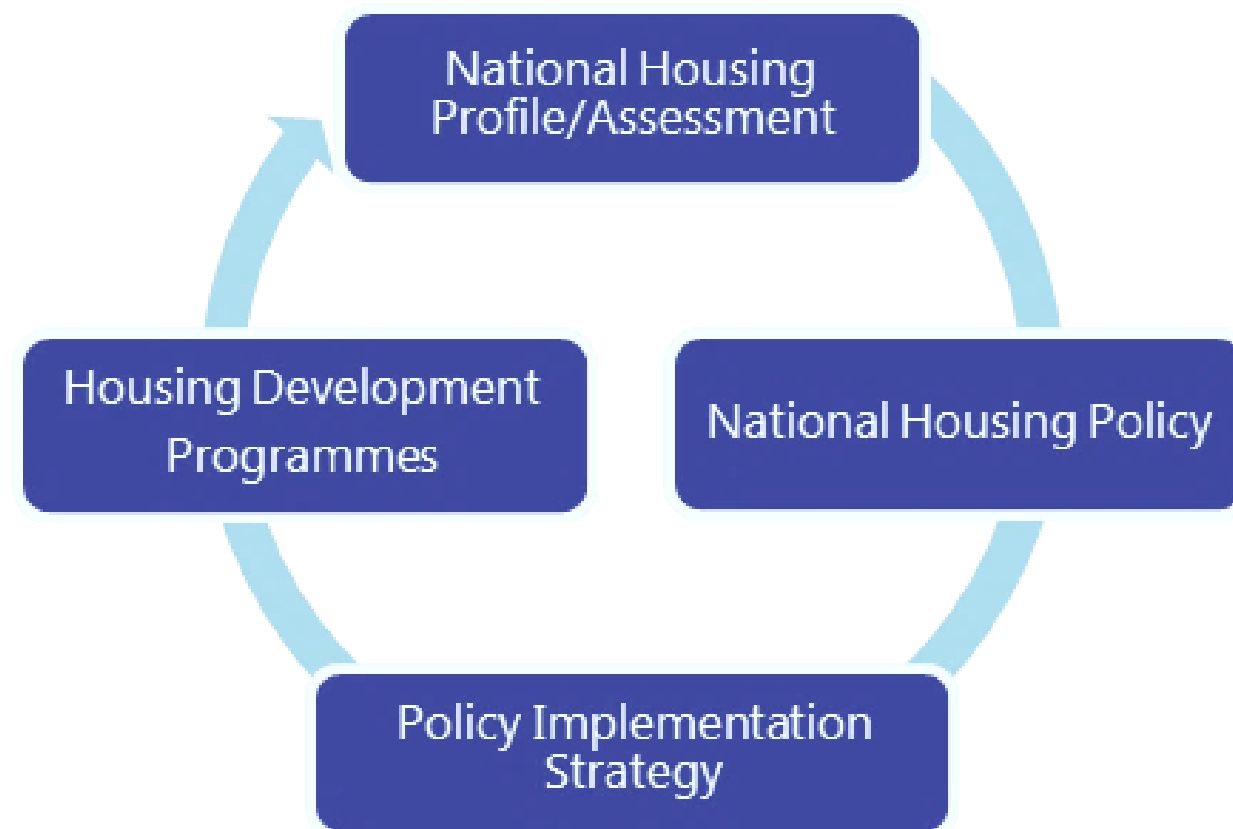 National Housing
Profile/Assessment
Housing Development
Programmes
National Housing Policy
Policy Implementation
Strategy